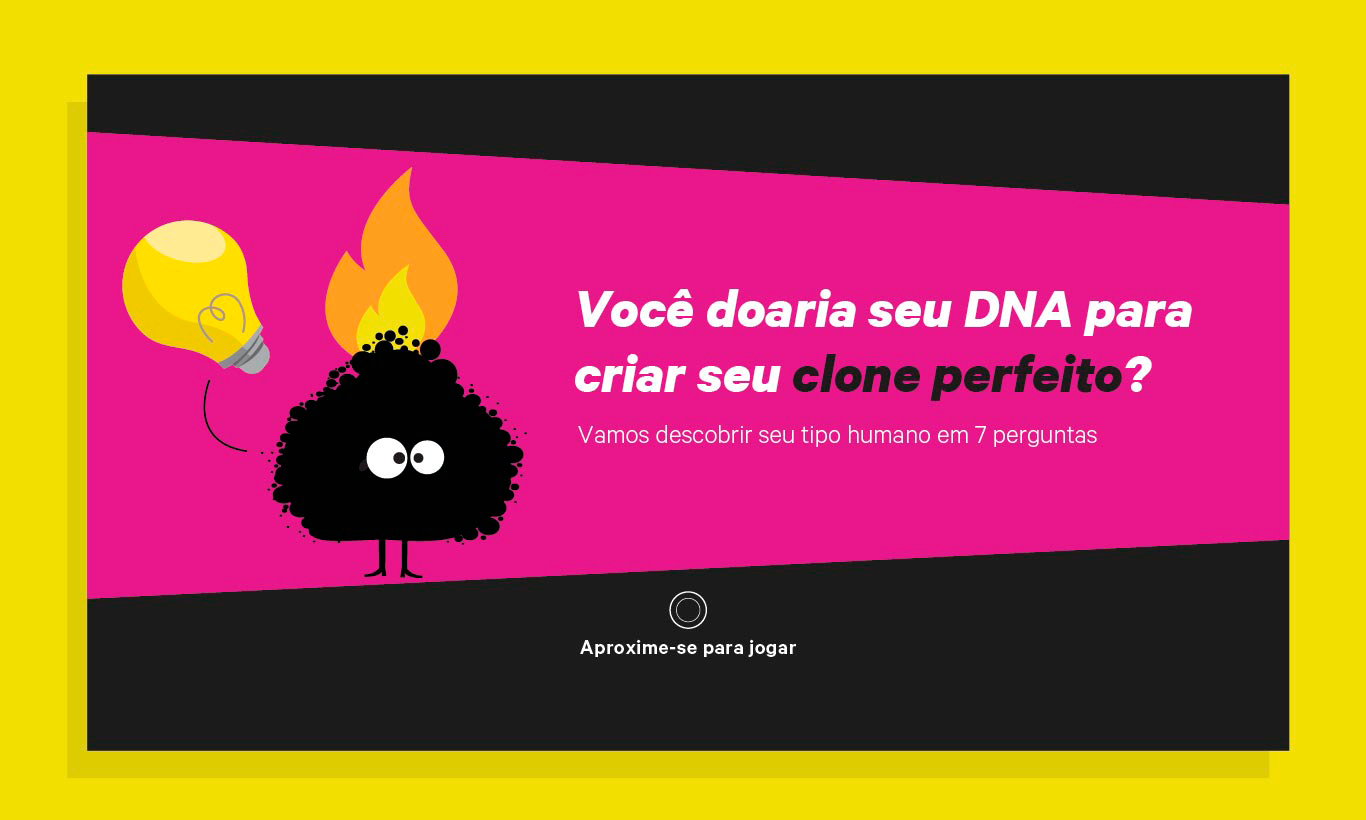 Você doaria seu DNA para
criar seu clone perfeito?
Vamos descobrir seu tipo humano em 7 perguntas
Aproxime-se para jogar